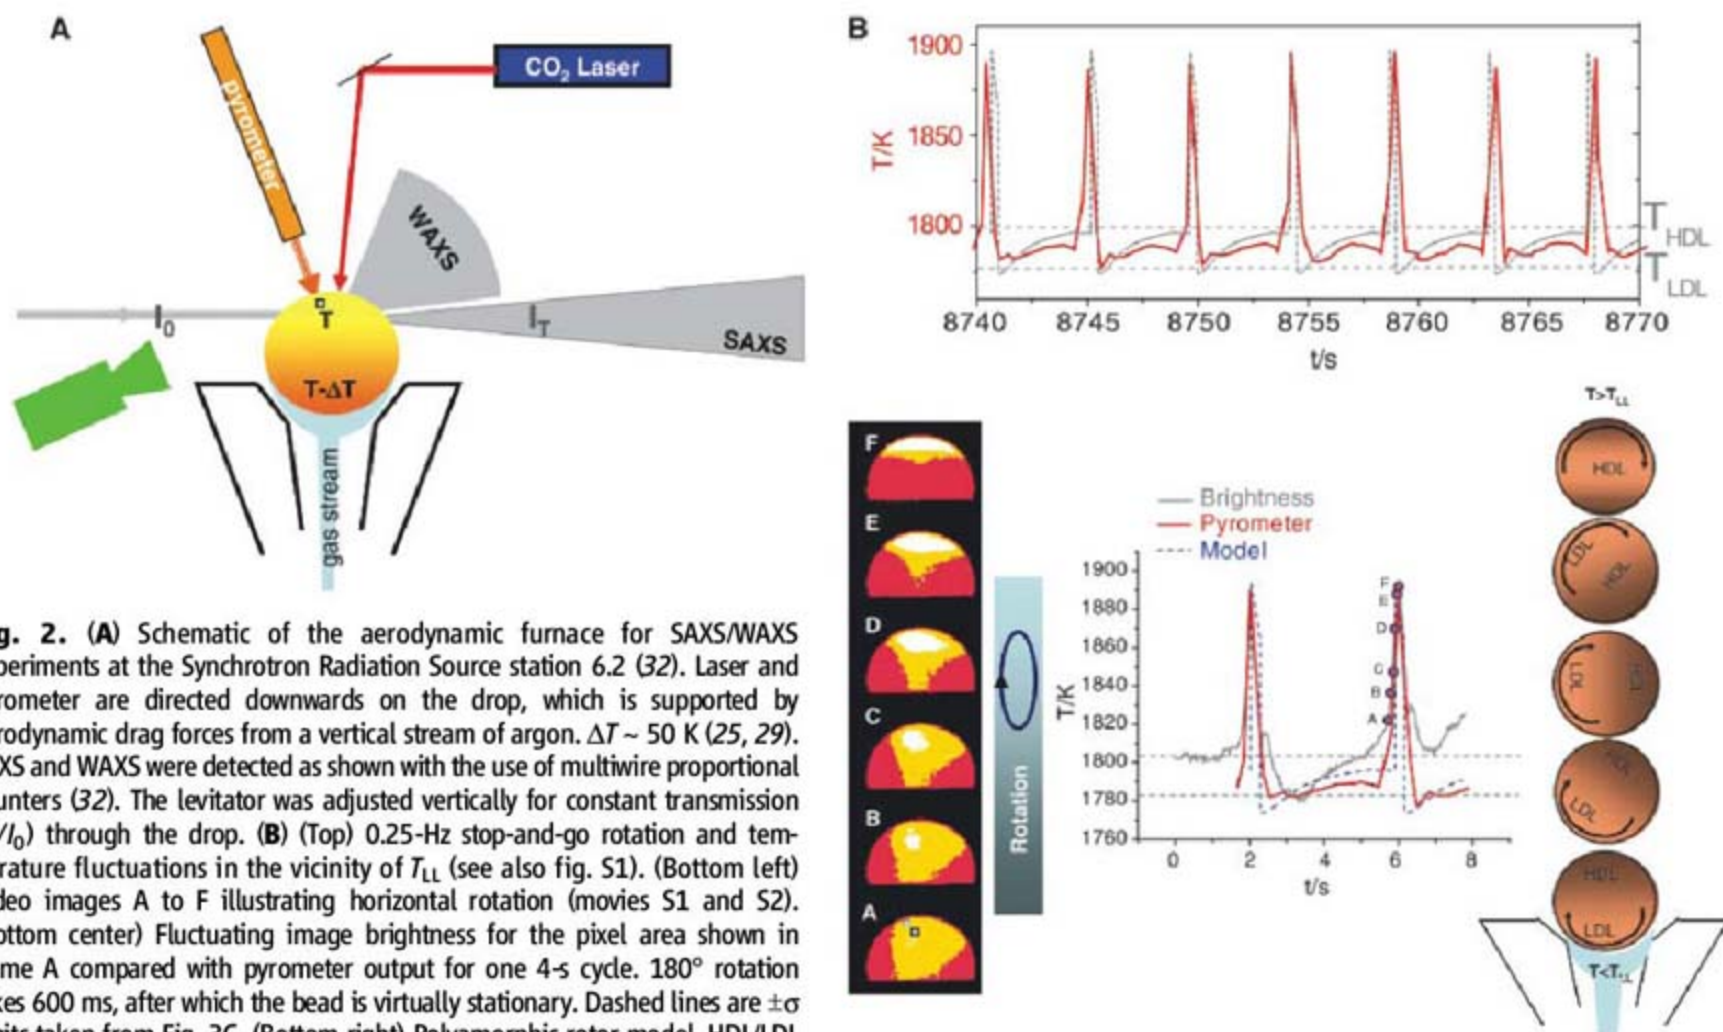 A
pyrometer
CO2 Laser
WAXS
I0
T
IT
SAXS
T-ΔT
gas stream
g. 2. (A) Schematic of the aerodynamic furnace for SAXS/WAXS
periments at the Synchrotron Radiation Source station 6.2 (32). Laser and
rometer are directed downwards on the drop, which is supported by
rodynamic drag forces from a vertical stream of argon. ΔT ~ 50 K (25, 29).
XS and WAXS were detected as shown with the use of multiwire proportional
unters (32). The levitator was adjusted vertically for constant transmission
/I0) through the drop. (B) (Top) 0.25-Hz stop-and-go rotation and tem-
rature fluctuations in the vicinity of TLL (see also fig. S1). (Bottom left)
deo images A to F illustrating horizontal rotation (movies S1 and S2).
ottom center) Fluctuating image brightness for the pixel area shown in
me A compared with pyrometer output for one 4-s cycle. 180° rotation
kes 600 ms, after which the bead is virtually stationary. Dashed lines are ±σ
taken from Fig. 3C. (Bottom right) Polyamorphic rotor model. HDL/LDL
B
1900
1850
1800
T/K
THDL
TLDL
8740 8745 8750 8755 8760 8765 8770
t/s
F
E
D
C
B
A
Rotation
Brightness
Pyrometer
Model
1900
1880
1860
1840
1820
1800
1780
1760
T/K
F
E
D
C
B
A
0 2 4 6 8
t/s
T>TLL
HDL
LDL
HDL
LDL
HDL
HDL
LDL
HDL
LDL
T<TLL